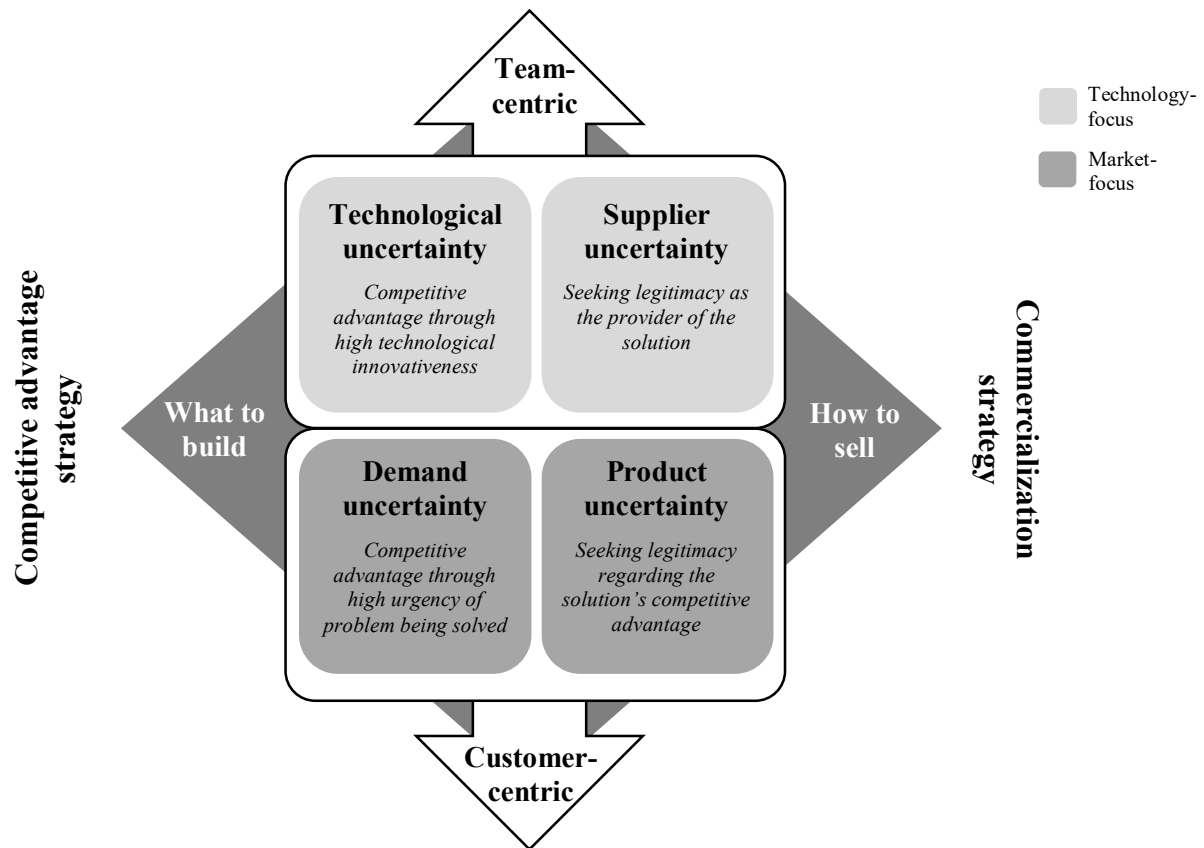 Team-
centric
Technology-
focus
Market-
focus
Technological
uncertainty
Competitive
advantage through
high technological
innovativeness
Supplier
uncertainty
Seeking legitimacy as
the provider of the
solution
Competitive advantage
strategy
What to
build
How to
sell
Commercialization
strategy
Demand
uncertainty
Competitive
advantage through
high urgency of
problem being solved
Product
uncertainty
Seeking legitimacy
regarding the
solution’s competitive
advantage
Customer-
centric